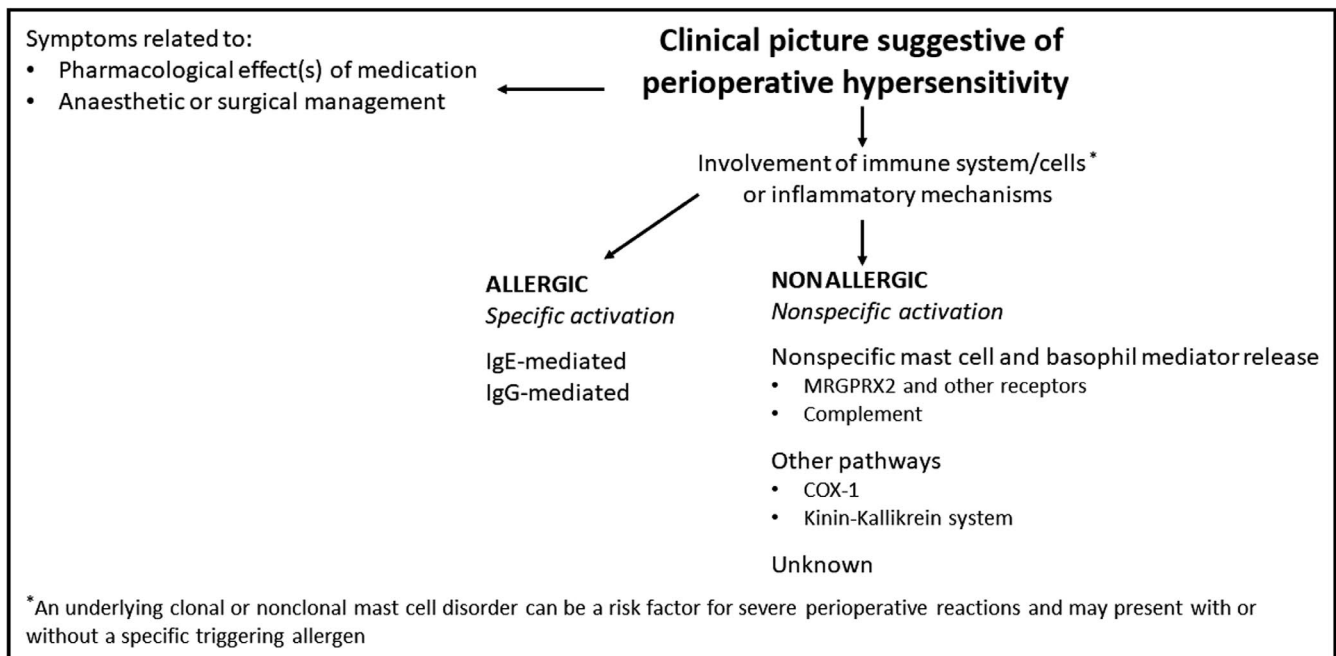 Symptoms related to:
• Pharmacological effect(s) of medication
• Anaesthetic or surgical management
Clinical picture suggestive of
perioperative hypersensitivity
Involvement of immune system/cells*
or inflammatory mechanisms
ALLERGIC
Specific activation
IgE-mediated
IgG-mediated
NONALLERGIC
Nonspecific activation
Nonspecific mast cell and basophil mediator release
• MRGPRX2 and other receptors
• Complement
Other pathways
• COX-1
• Kinin-Kallikrein system
Unknown
*An underlying clonal or nonclonal mast cell disorder can be a risk factor for severe perioperative reactions and may present with or
without a specific triggering allergen